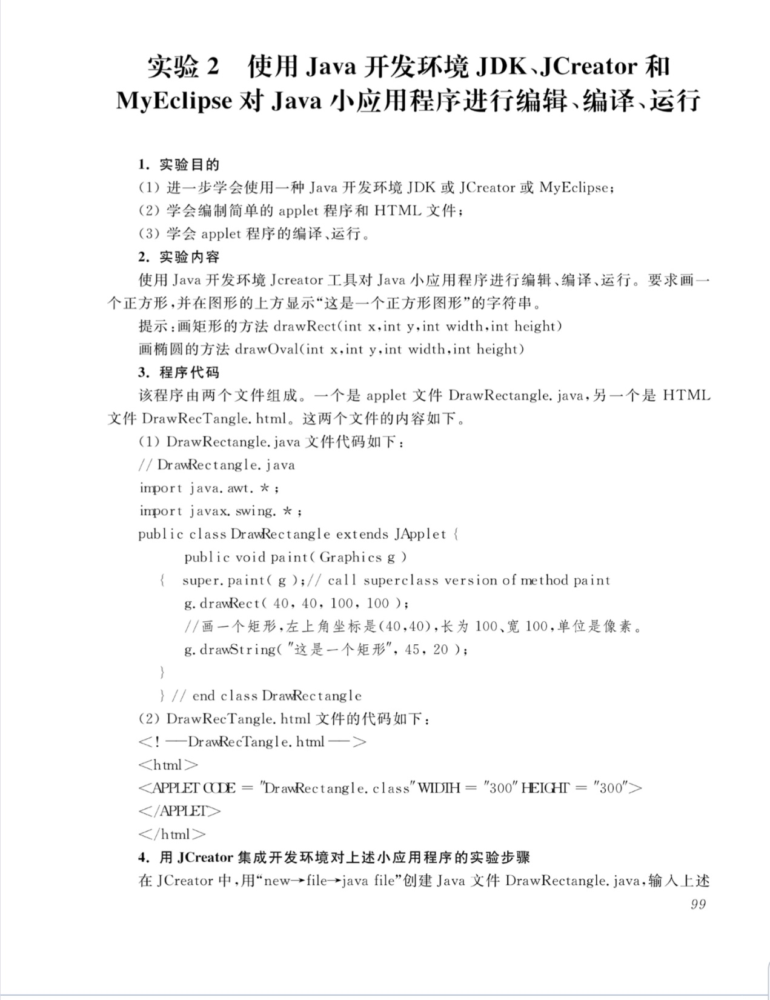 实验 2　使用 Java 开发环境 JDK、JCreator 和
MyEclipse 对 Java 小应用程序进行编辑、编译、运行
1. 实验目的
(1) 进一步学会使用一种 Java 开发环境 JDK 或 JCreator 或 MyEclipse;
(2) 学会编制简单的 applet 程序和 HTML 文件;
(3) 学会 applet 程序的编译、运行。
2. 实验内容
使用 Java 开发环境 Jcreator 工具对 Java 小应用程序进行编辑、编译、运行。要求画一
个正方形,并在图形的上方显示“这是一个正方形图形”的字符串。
提示:画矩形的方法 drawRect(int x,int y,int width,int height)
画椭圆的方法 drawOval(int x,int y,int width,int height)
3. 程序代码
该程序由两个文件组成。一个是 applet 文件 DrawRectangle.java,另一个是 HTML
文件 DrawRecTangle.html。这两个文件的内容如下。
(1) DrawRectangle.java 文件代码如下:
// DrawRectangle.java
import java.awt.*;
import javax.swing.*;
public class DrawRectangle extends JApplet {
public void paint( Graphics g )
{ super.paint( g );// call superclass version of method paint
g.drawRect( 40, 40, 100, 100 );
//画一个矩形,左上角坐标是(40,40),长为 100、宽 100,单位是像素。
g.drawString( "这是一个矩形", 45, 20 );
}
} // end class DrawRectangle
(2) DrawRecTangle.html 文件的代码如下:
<! ——DrawRecTangle.html—— >
<html>
<APPLET CODE = "DrawRectangle.class" WIDTH = "300" HEIGHT = "300">
</APPLET>
</html>
4. 用 JCreator 集成开发环境对上述小应用程序的实验步骤
在 JCreator 中,用“new→file→java file”创建 Java 文件 DrawRectangle.java,输入上述
99